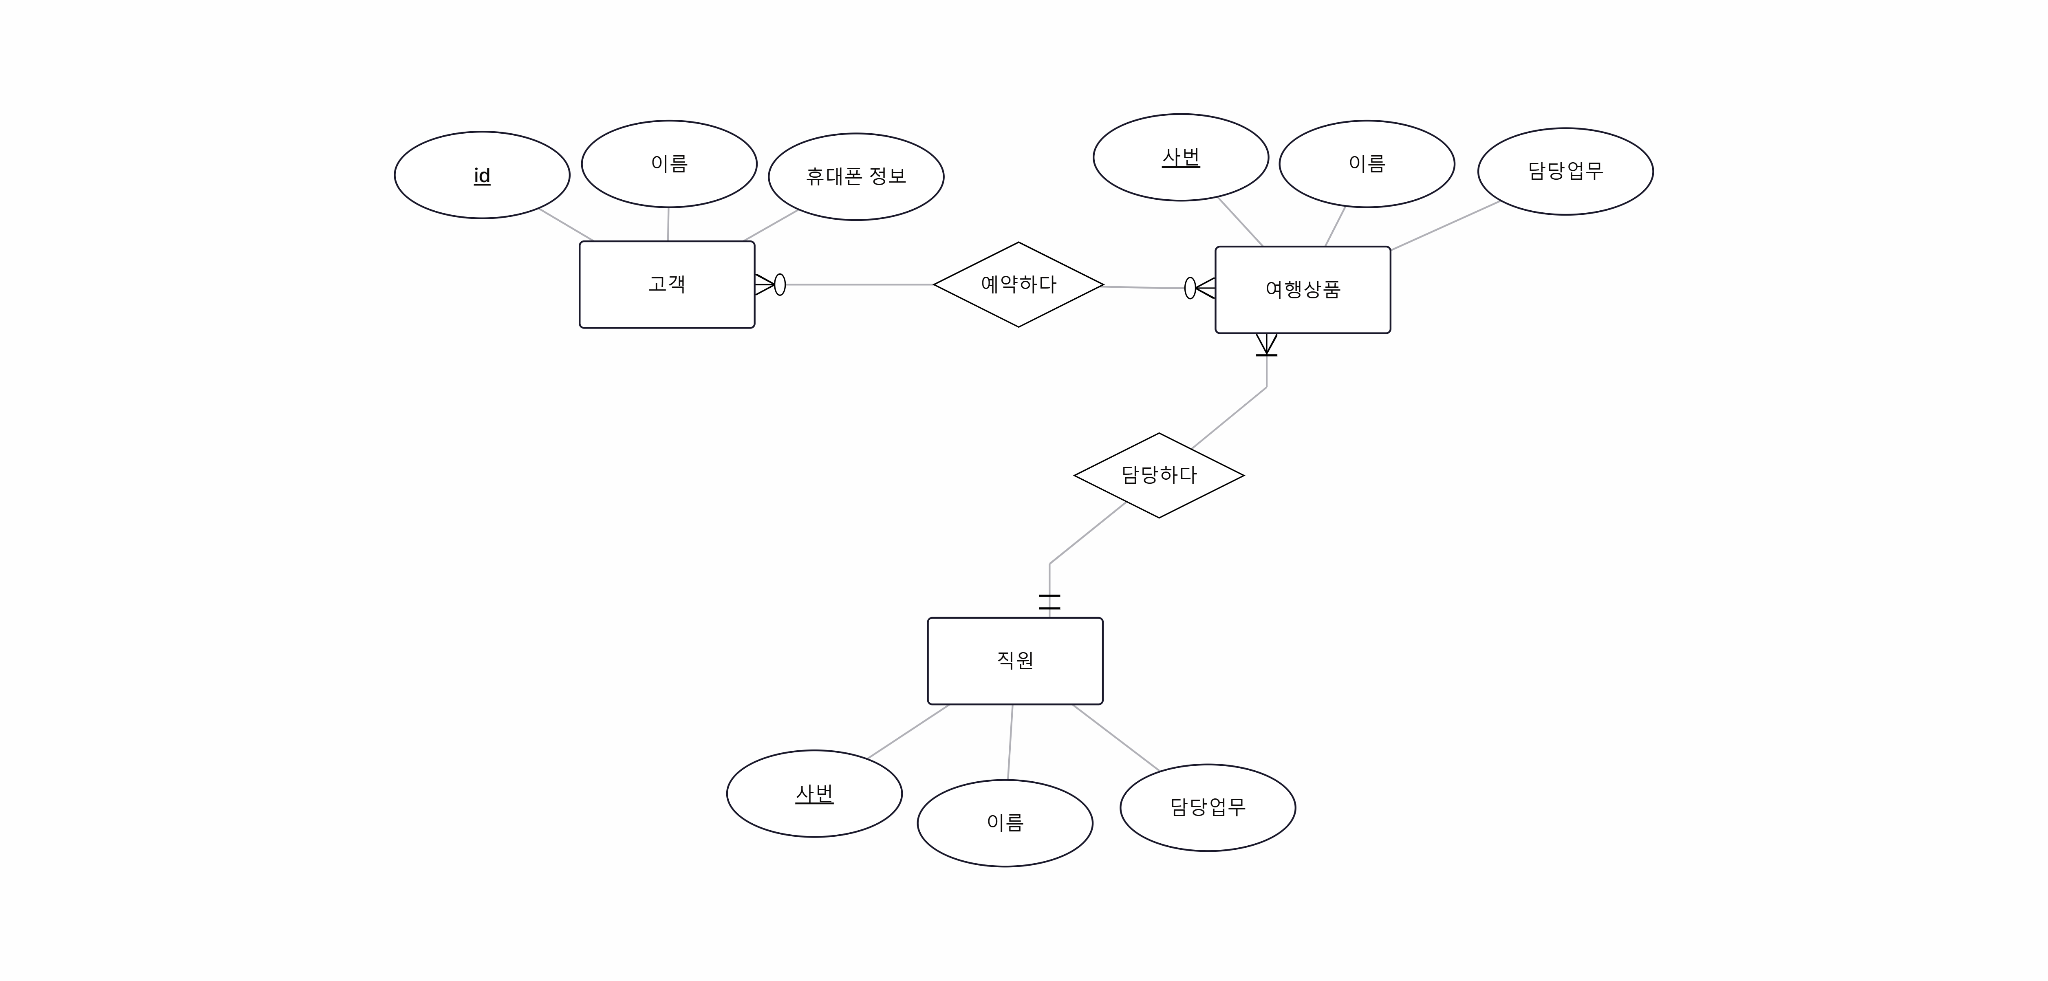 id
이름
휴대폰 정보
사번
이름
담당업무
고객
예약하다
여행상품
담당하다
직원
사번
이름
담당업무